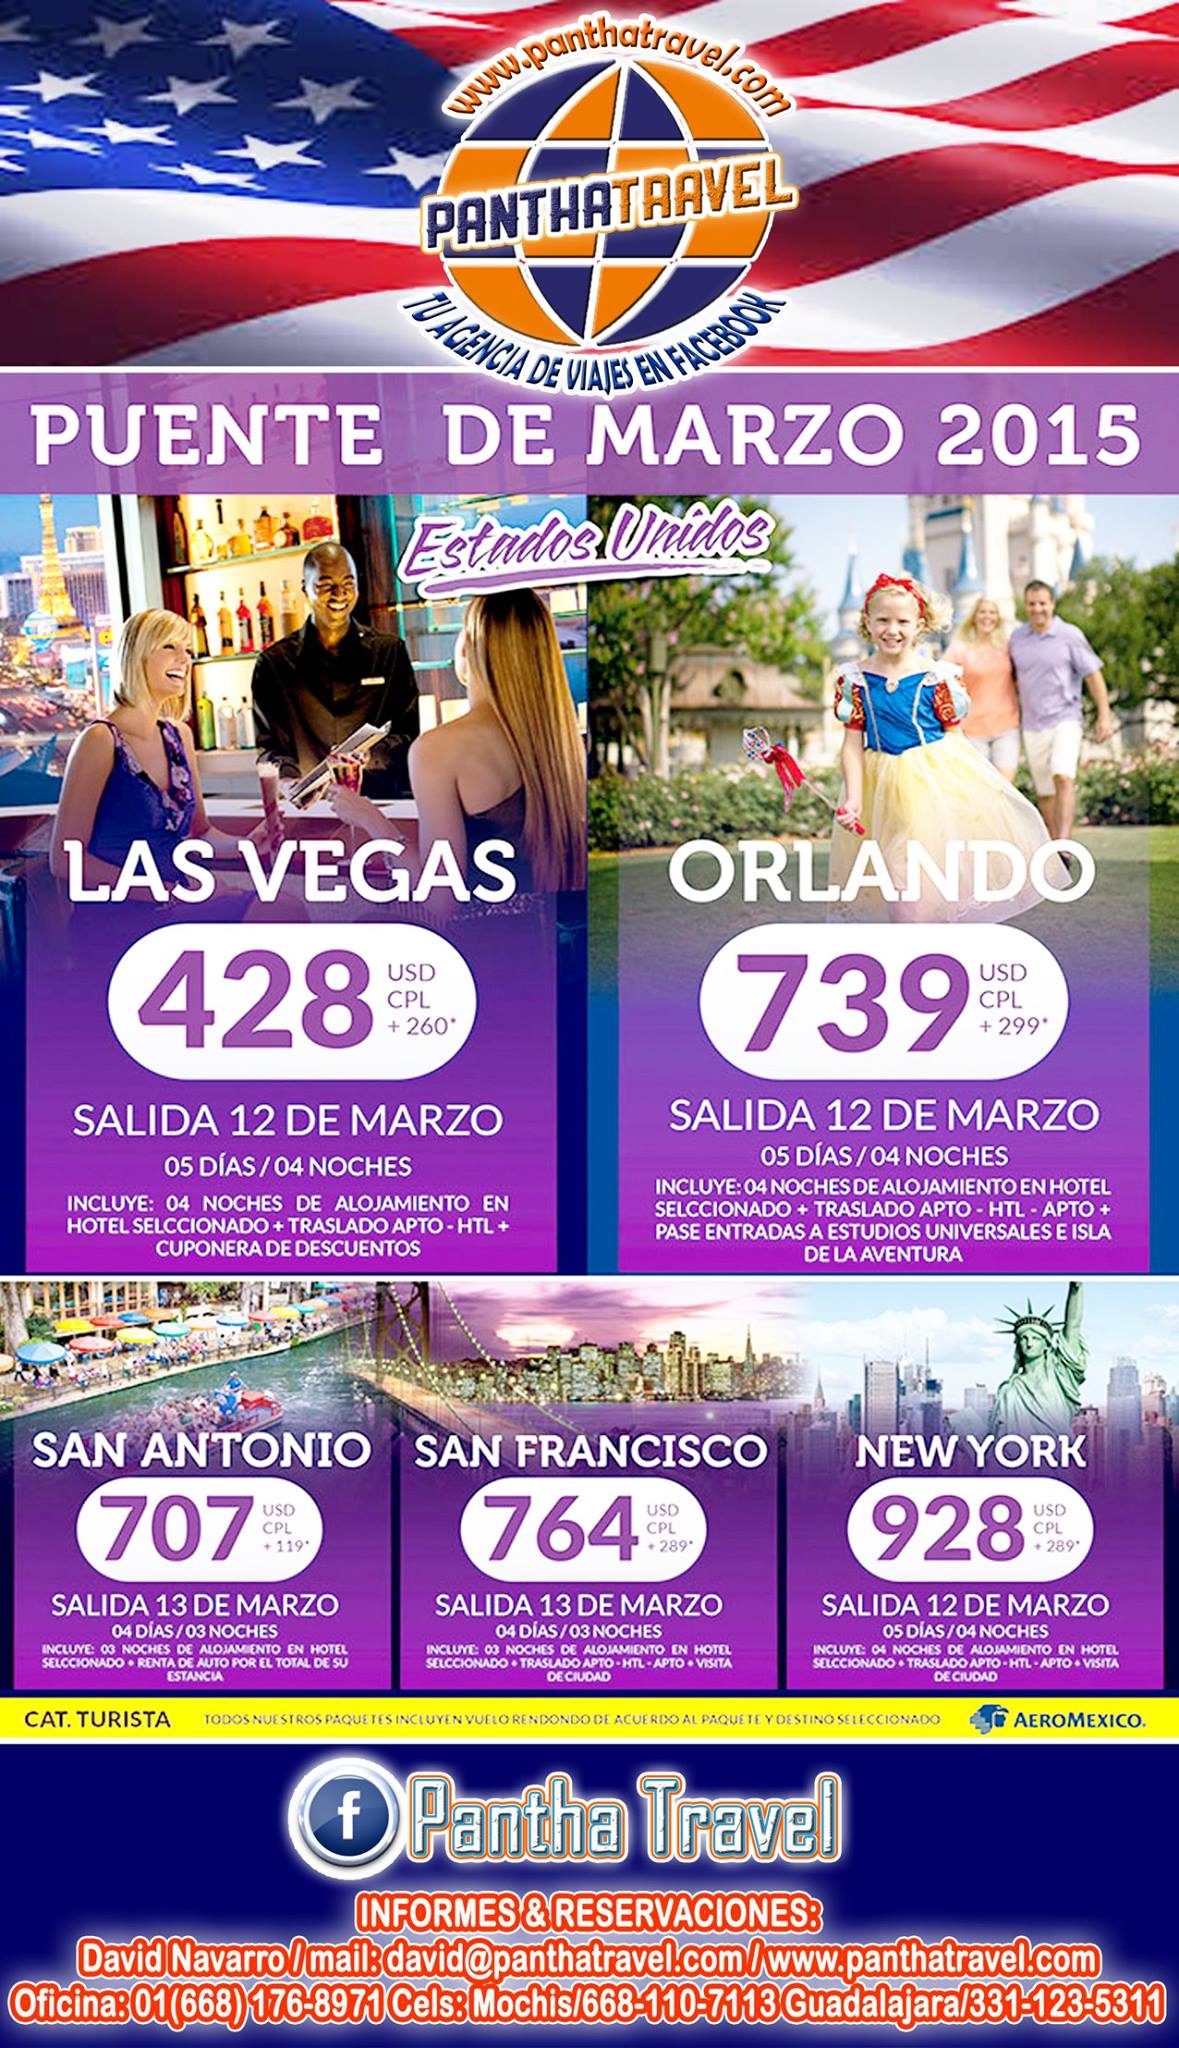 www.panthatravel.com
PANTHATRAVEL
TU AGENCIA DE VIAJES EN FACEBOOK
PUENTE DE MARZO 2015
Estados Unidos
LAS VEGAS
428 USD
CPL
+ 260*
SALIDA 12 DE MARZO
05 DÍAS / 04 NOCHES
INCLUYE: 04 NOCHES DE ALOJAMIENTO EN
HOTEL SELCCIONADO + TRASLADO APTO - HTL +
CUPONERA DE DESCUENTOS
ORLANDO
739 USD
CPL
+ 299*
SALIDA 12 DE MARZO
05 DÍAS / 04 NOCHES
INCLUYE: 04 NOCHES DE ALOJAMIENTO EN HOTEL
SELCCIONADO + TRASLADO APTO - HTL - APTO +
PASE ENTRADAS A ESTUDIOS UNIVERSALES E ISLA
DE LA AVENTURA
SAN ANTONIO
707 USD
CPL
+ 119*
SALIDA 13 DE MARZO
04 DÍAS / 03 NOCHES
INCLUYE: 03 NOCHES DE ALOJAMIENTO EN HOTEL
SELCCIONADO + RENTA DE AUTO POR EL TOTAL DE SU
ESTANCIA
SAN FRANCISCO
764 USD
CPL
+ 289*
SALIDA 13 DE MARZO
04 DÍAS / 03 NOCHES
INCLUYE: 03 NOCHES DE ALOJAMIENTO EN HOTEL
SELCCIONADO + TRASLADO APTO - HTL - APTO + VISITA
DE CIUDAD
NEW YORK
928 USD
CPL
+ 289*
SALIDA 12 DE MARZO
05 DÍAS / 04 NOCHES
INCLUYE: 04 NOCHES DE ALOJAMIENTO EN HOTEL
SELCCIONADO + TRASLADO APTO - HTL - APTO + VISITA
DE CIUDAD
CAT. TURISTA TODOS NUESTROS PAQUETES INCLUYEN VUELO RENDONDO DE ACUERDO AL PAQUETE Y DESTINO SELECCIONADO AEROMEXICO.
f Pantha Travel
INFORMES & RESERVACIONES:
David Navarro / mail: david@panthatravel.com / www.panthatravel.com
Oficina: 01(668) 176-8971 Cels: Mochis/668-110-7113 Guadalajara/331-123-5311